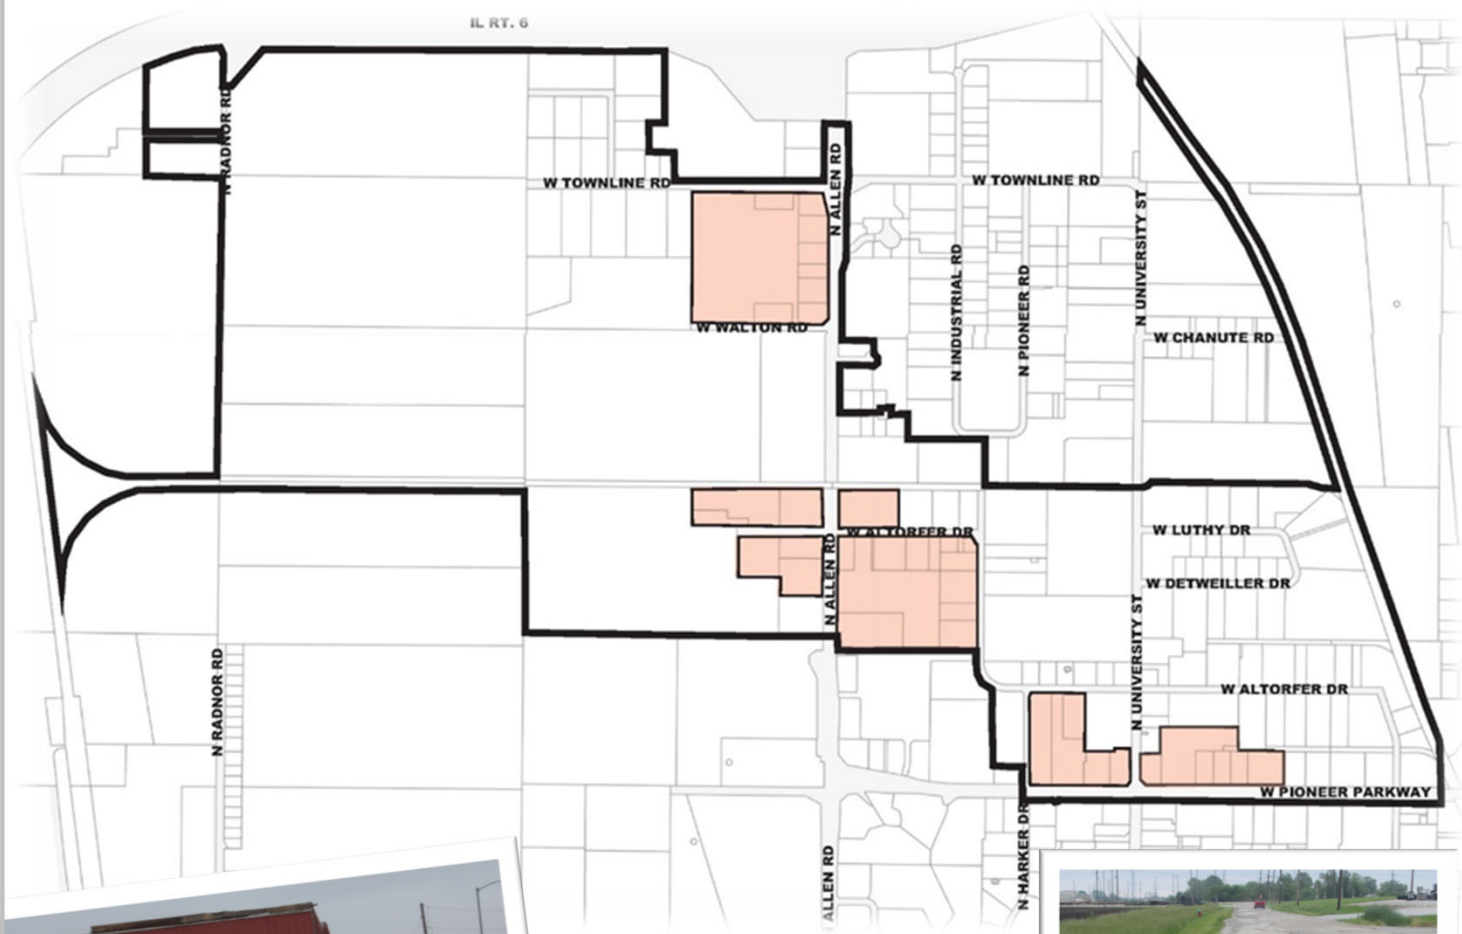 IL RT. 6
N RADNOR RD
W TOWNLINE RD
N ALLEN RD
W TOWNLINE RD
N UNIVERSITY ST
N INDUSTRIAL RD
N PIONEER RD
W WALTON RD
W CHANUTE RD
W ALTORFER DR
W LUTHY DR
N ALLEN RD
W DETWEILLER DR
N UNIVERSITY ST
N RADNOR RD
W ALTORFER DR
W PIONEER PARKWAY
N HARKER DR
ALLEN RD